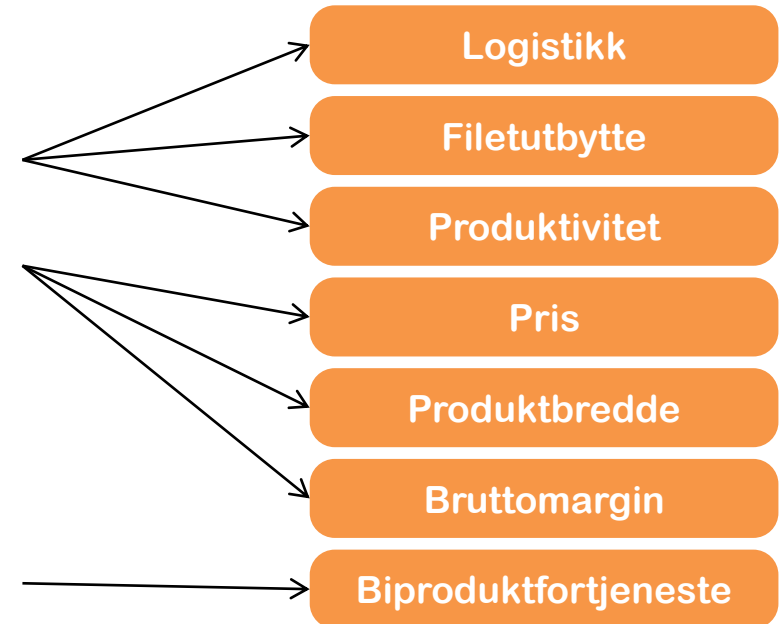 Logistikk
Filetutbytte
Produktivitet
Pris
Produktbredde
Bruttomargin
Biproduktfortjeneste